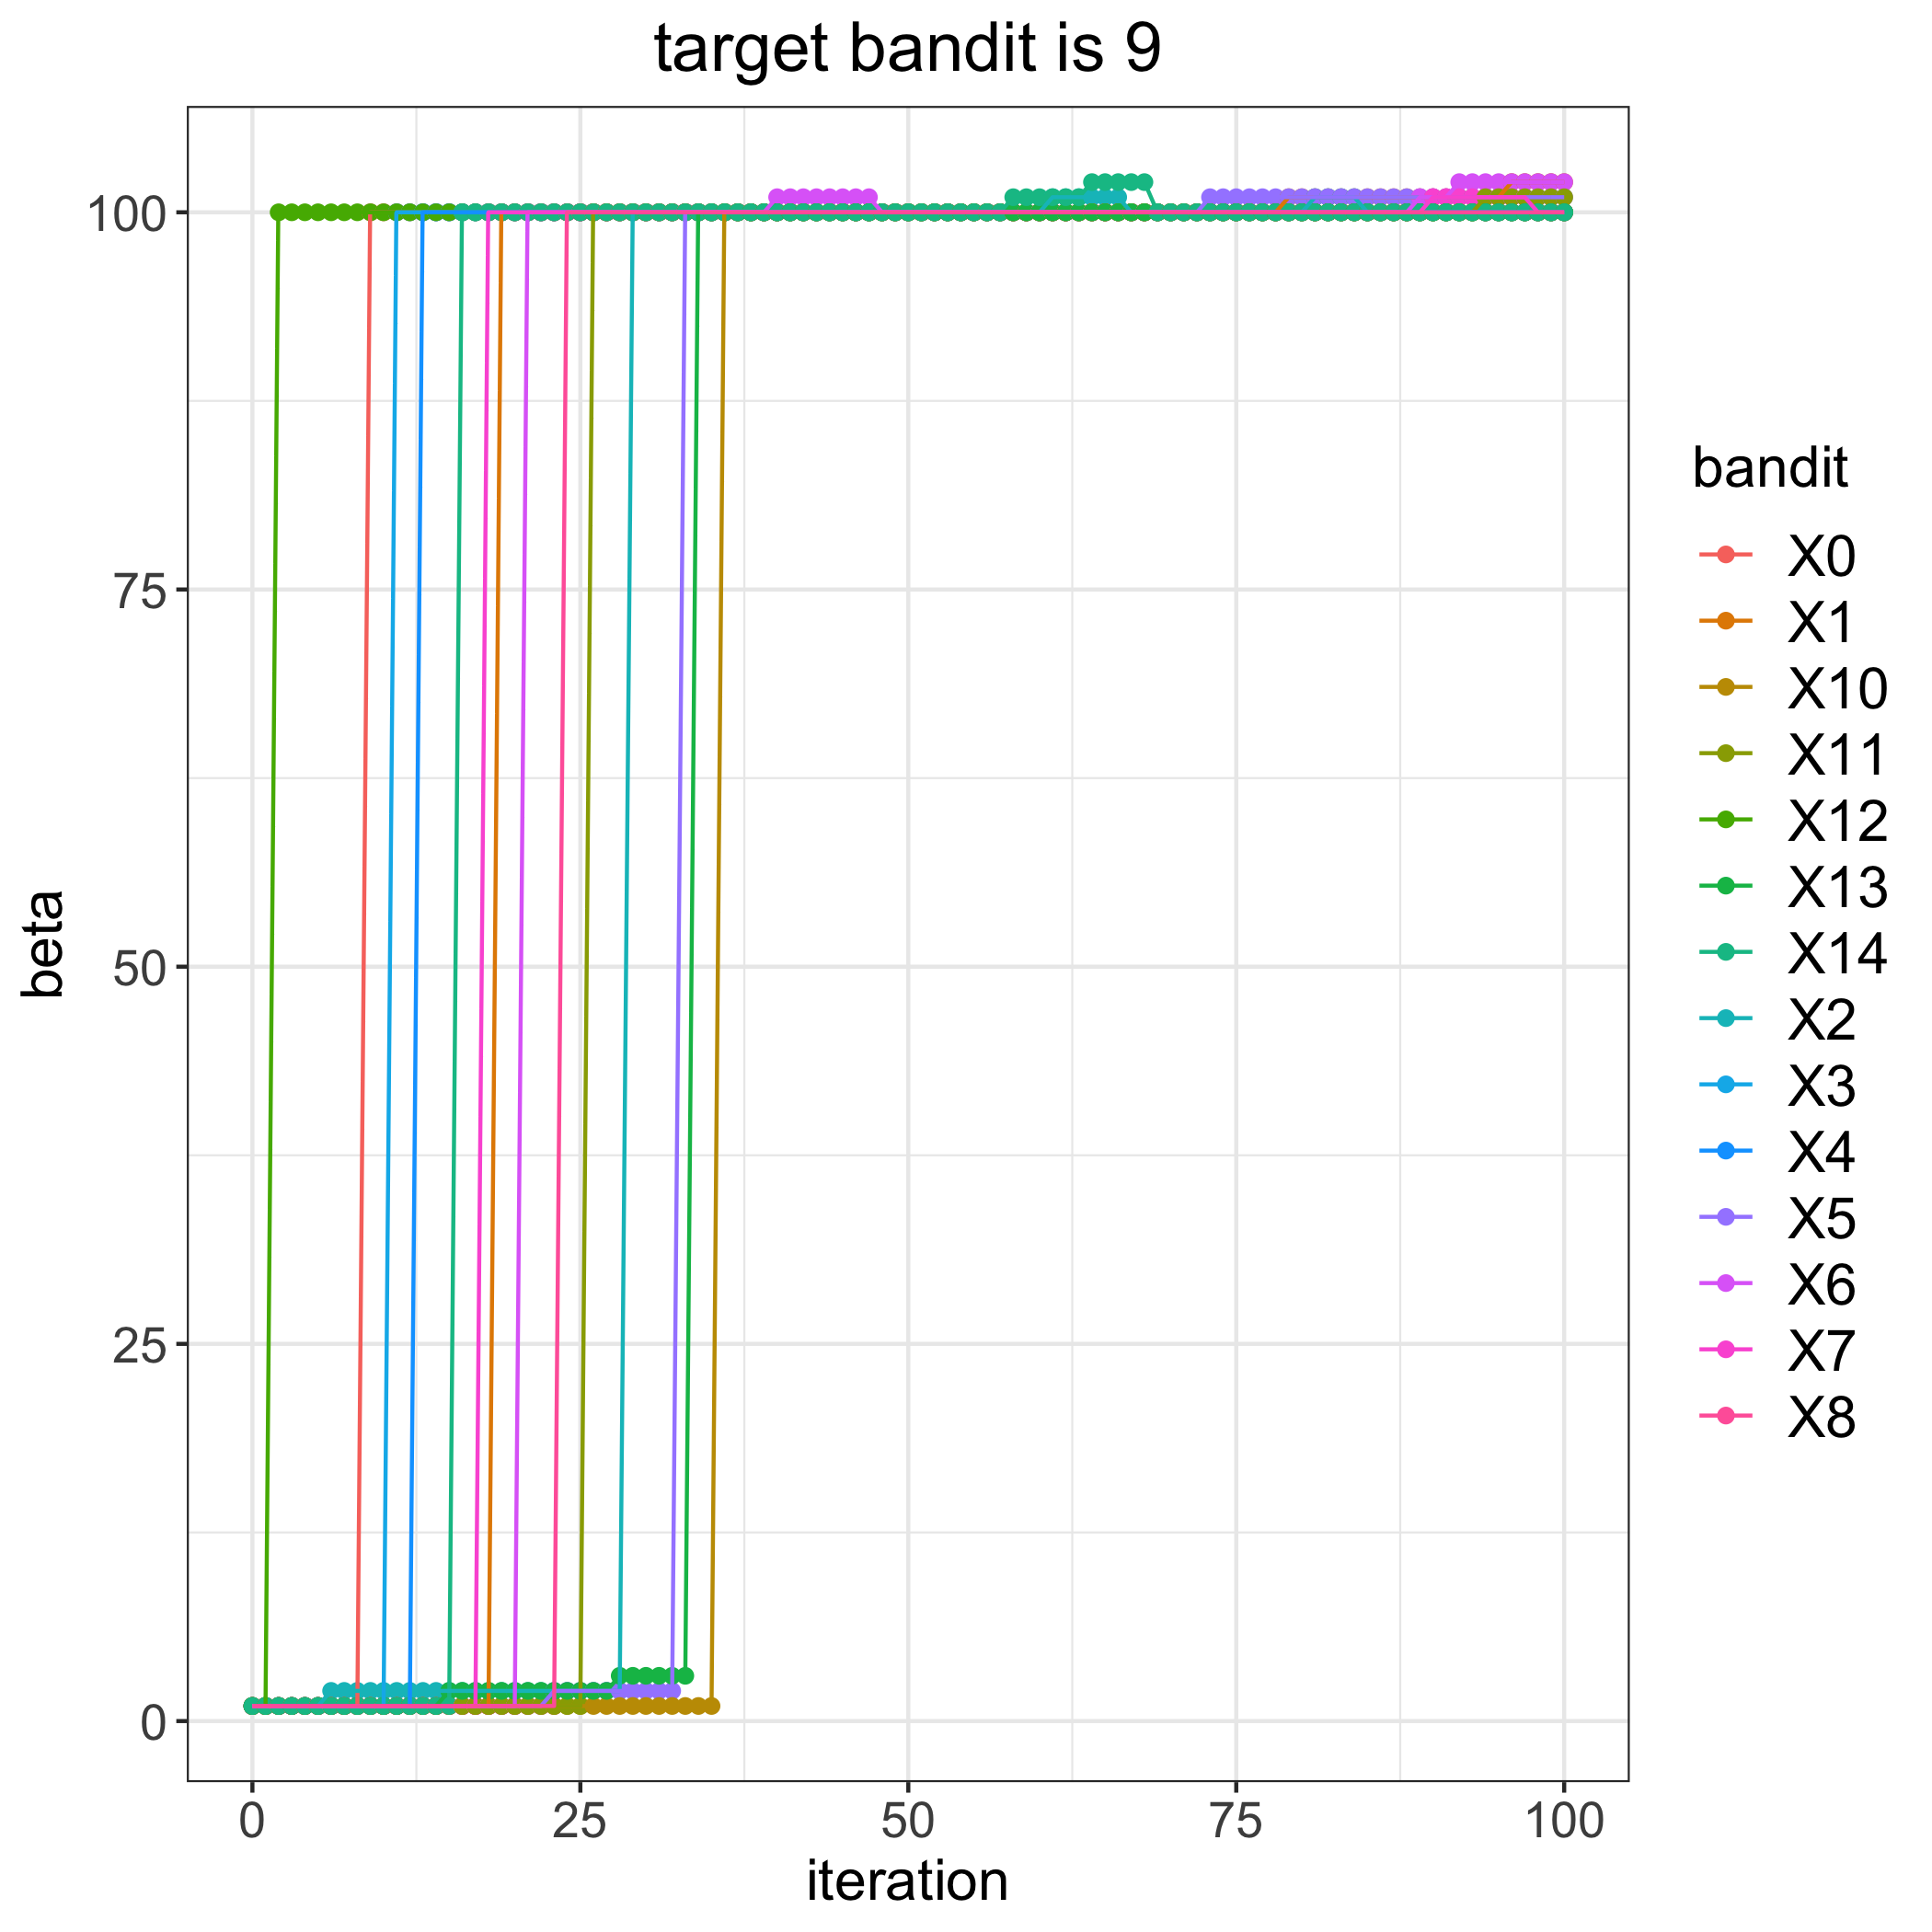 target bandit is 9
100
75
50
25
0
beta
0 25 50 75 100
iteration
bandit
X0
X1
X10
X11
X12
X13
X14
X2
X3
X4
X5
X6
X7
X8